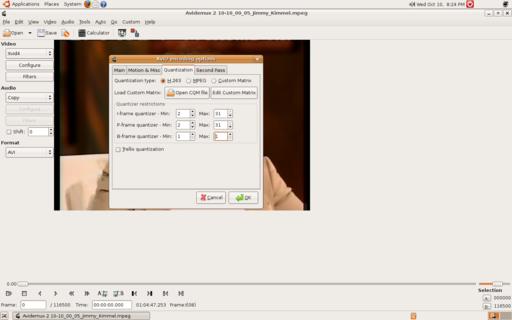 Applications Places System Wed Oct 10, 8:24 PM
Avidemux 2 10-10_00_05_Jimmy_Kimmel.mpeg
File Edit View Video Audio Auto Tools Go Custom Help
Open Save Calculator
Video
Xvid4
Configure
Filters
Audio
Copy
Configure
Filters
Shift: 0
Format
AVI
Xvid4 encoding options
Main Motion & Misc Quantization Second Pass
Quantization type: H.263 MPEG Custom Matrix
Load Custom Matrix: Open CQM file Edit Custom Matrix
Quantizer restrictions
I-frame quantizer - Min: 2 Max: 31
P-frame quantizer - Min: 2 Max: 31
B-frame quantizer - Min: 1 Max:
Trellis quantization
Cancel OK
0.00
Frame: 0 / 116500 Time: 00:00:00.000 01:04:47.253 Selection
A: 000000
B: 116500
Avidemux 2 10-10_00_05_Jimmy_Kimmel.mpeg